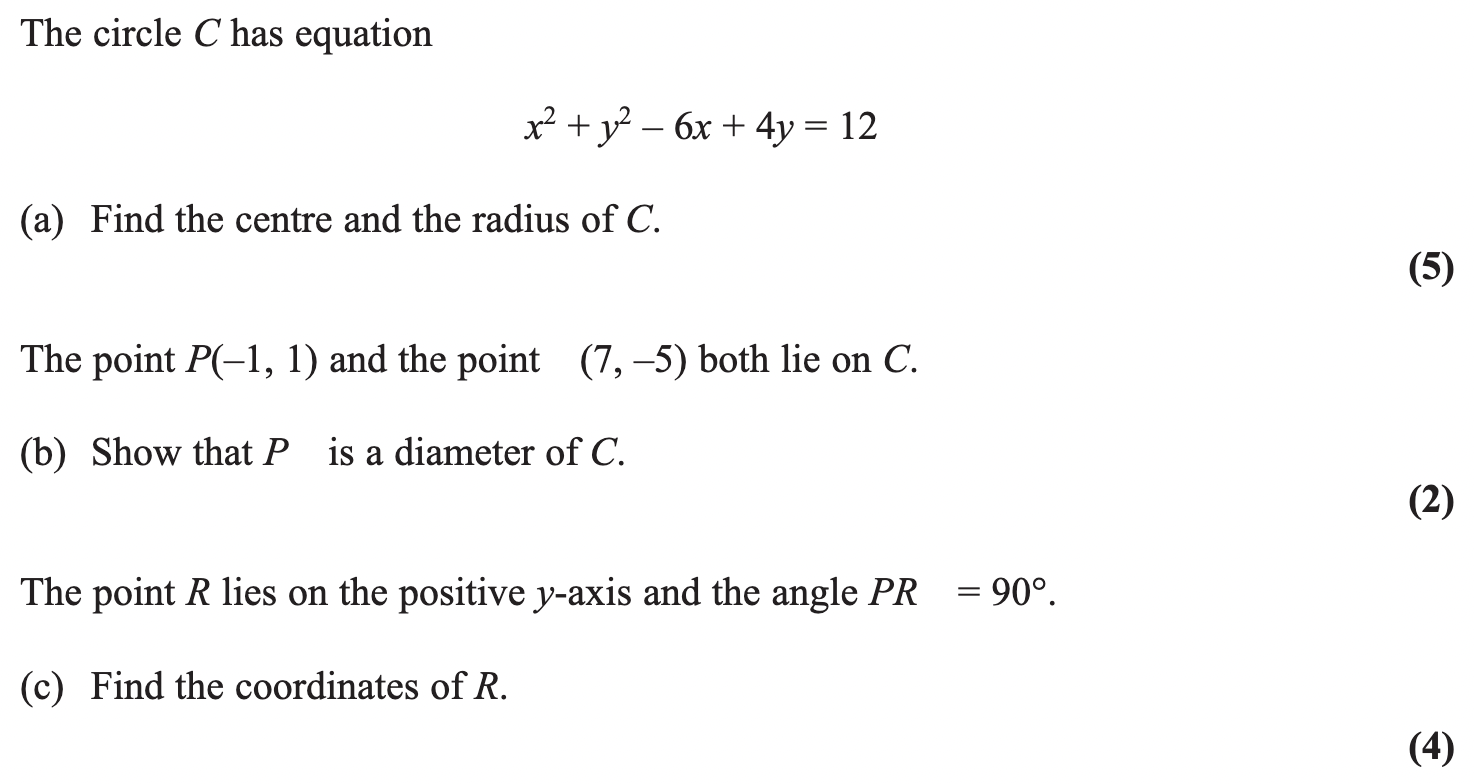 The circle C has equation
x² + y² – 6x + 4y = 12
(a) Find the centre and the radius of C.
(5)
The point P(–1, 1) and the point (7, –5) both lie on C.
(b) Show that P is a diameter of C.
(2)
The point R lies on the positive y-axis and the angle PR = 90°.
(c) Find the coordinates of R.
(4)